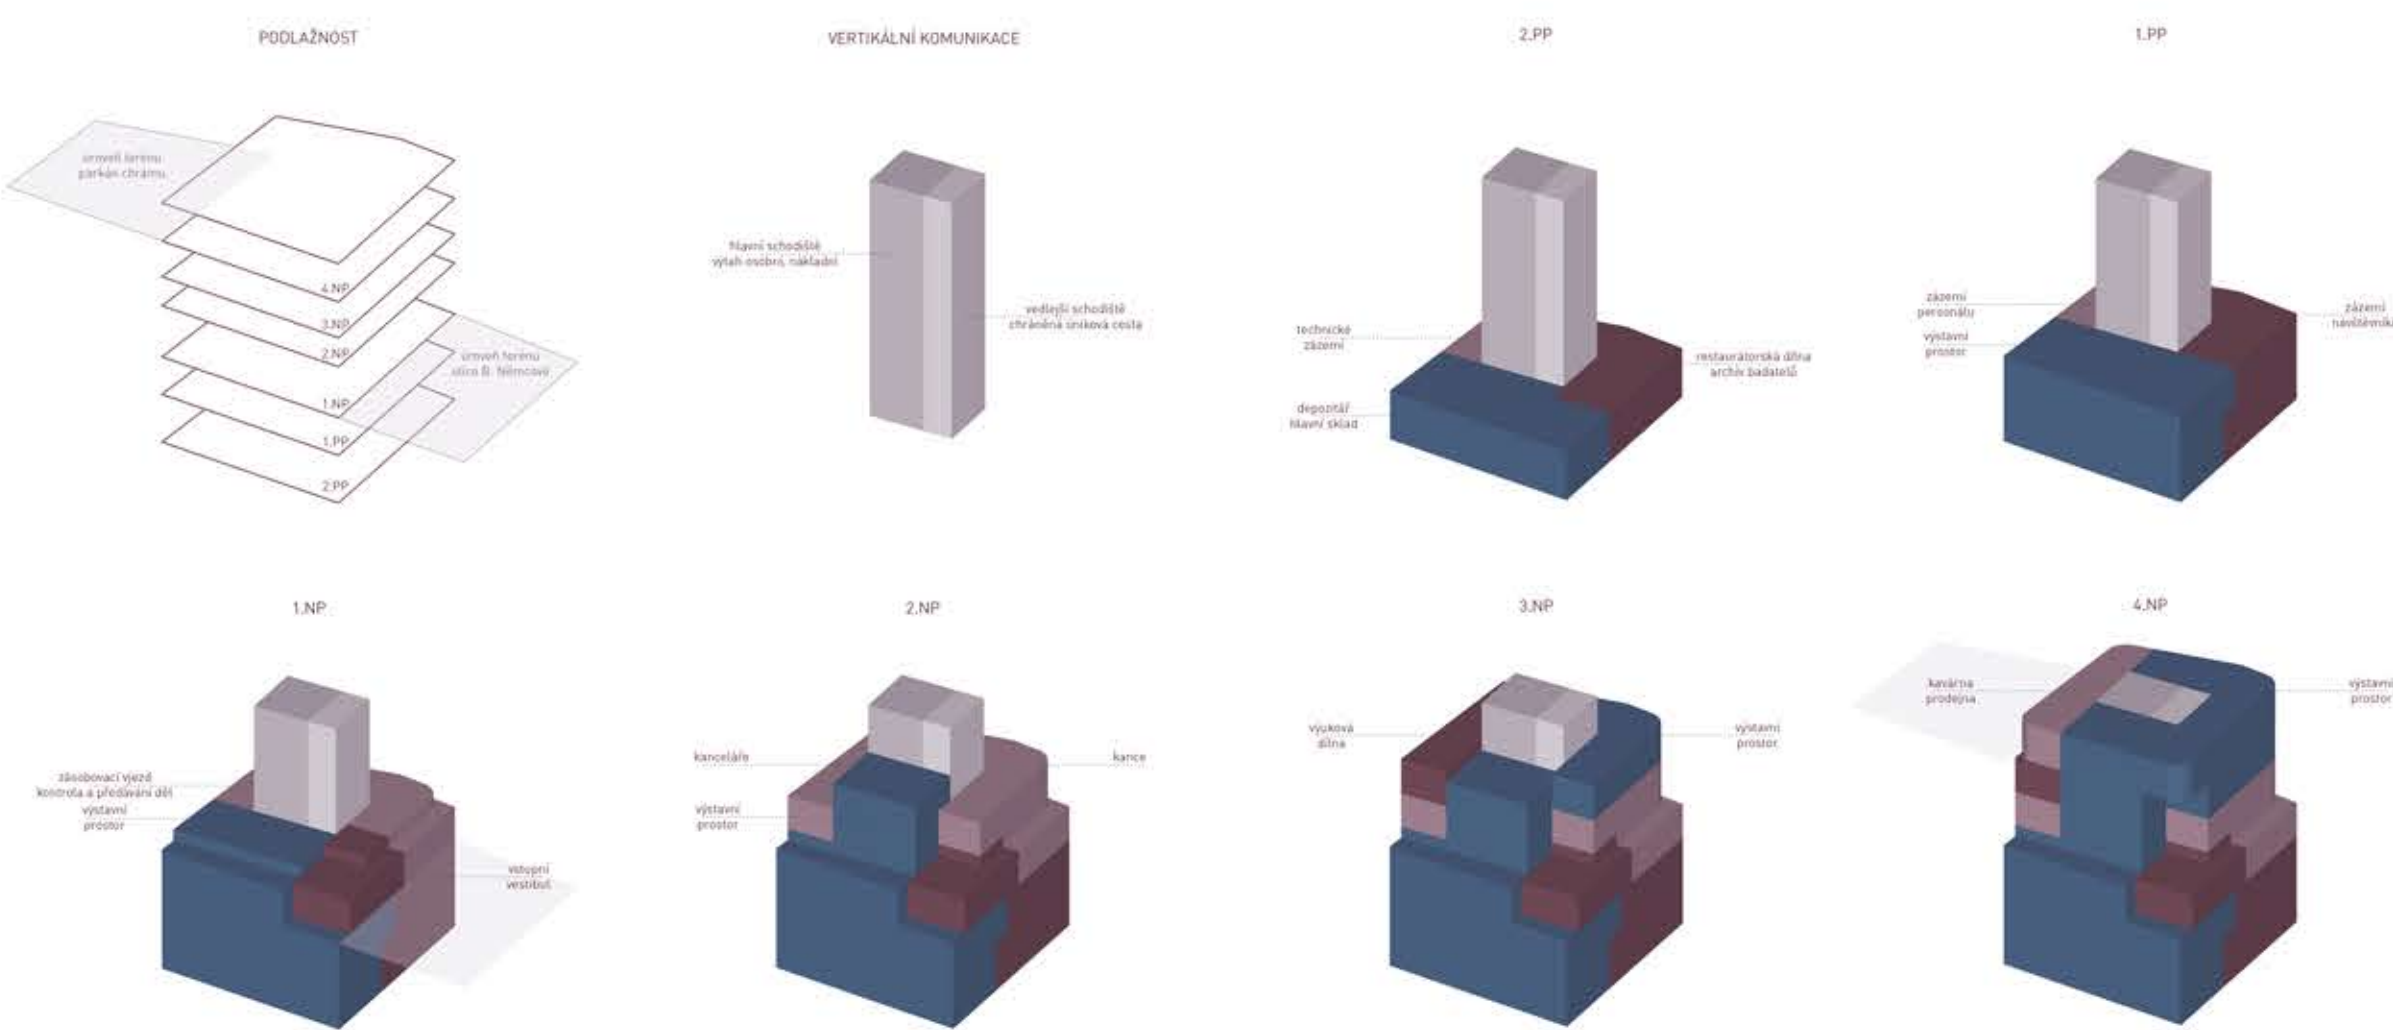 PODLAŽNOST
úroveň terénu
parkán chrámu
4.NP
3.NP
2.NP
1.NP
1.PP
2.PP
úroveň terénu
ulice B. Němcové
VERTIKÁLNÍ KOMUNIKACE
hlavní schodiště
výtah osobní, nákladní
vedlejší schodiště
chráněná úniková cesta
2.PP
technické
zázemí
depozitář
hlavní sklad
restaurátorská dílna
archiv badatelů
1.PP
zázemí
personálu
výstavní
prostor
zázemí
návštěvník
1.NP
zásobovací vjezd
kontrola a předávání děl
výstavní
prostor
vstupní
vestibul
2.NP
kanceláře
výstavní
prostor
kance
3.NP
výuková
dílna
výstavní
prostor
4.NP
kavárna
prodejna
výstavní
prostor